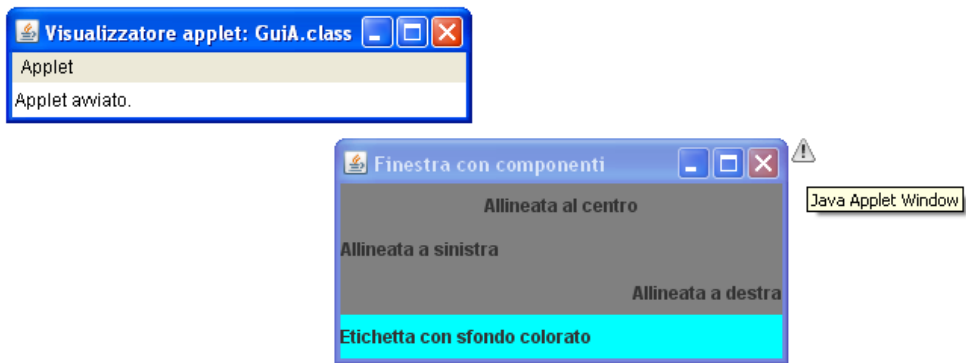 Visualizzatore applet: GuiA.class
Applet
Applet avviato.
Finestra con componenti
Allineata al centro
Java Applet Window
Allineata a sinistra
Allineata a destra
Etichetta con sfondo colorato